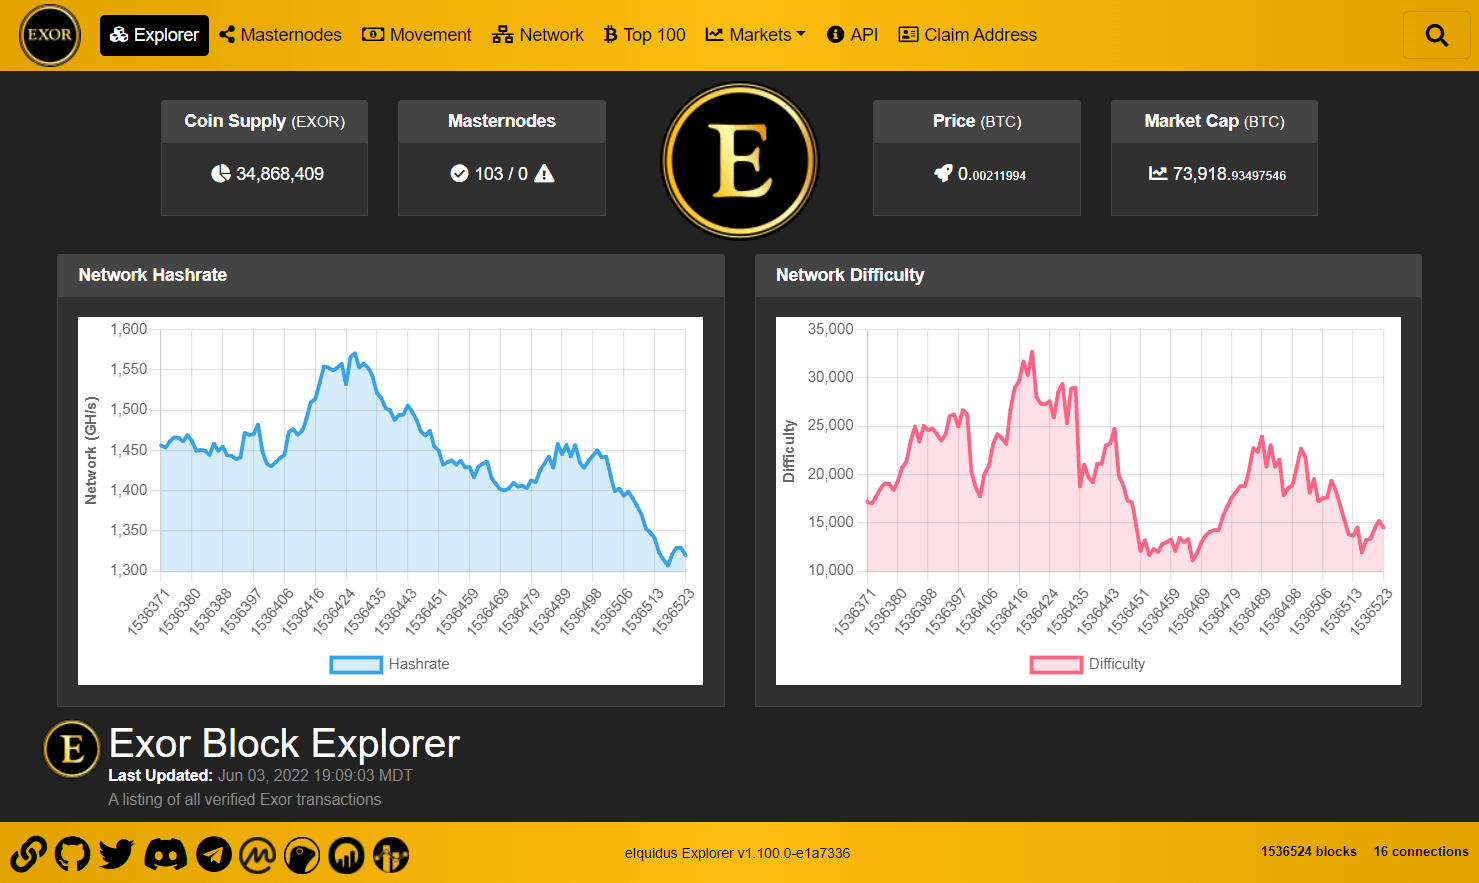 EXOR
Explorer
Masternodes
Movement
Network
Top 100
Markets
API
Claim Address
Coin Supply (EXOR)
34,868,409
Masternodes
103 / 0
E
Price (BTC)
0.00211994
Market Cap (BTC)
73,918.93497546
Network Hashrate
1,600
1,550
1,500
1,450
1,400
1,350
1,300
Network (GH/s)
1536371
1536380
1536388
1536397
1536406
1536416
1536424
1536435
1536443
1536451
1536459
1536469
1536479
1536489
1536498
1536506
1536513
1536523
Hashrate
Network Difficulty
35,000
30,000
25,000
20,000
15,000
10,000
Difficulty
1536371
1536380
1536388
1536397
1536406
1536416
1536424
1536435
1536443
1536451
1536459
1536469
1536479
1536489
1536498
1536506
1536513
1536523
Difficulty
E
Exor Block Explorer
Last Updated: Jun 03, 2022 19:09:03 MDT
A listing of all verified Exor transactions
eIquidus Explorer v1.100.0-e1a7336
1536524 blocks
16 connections